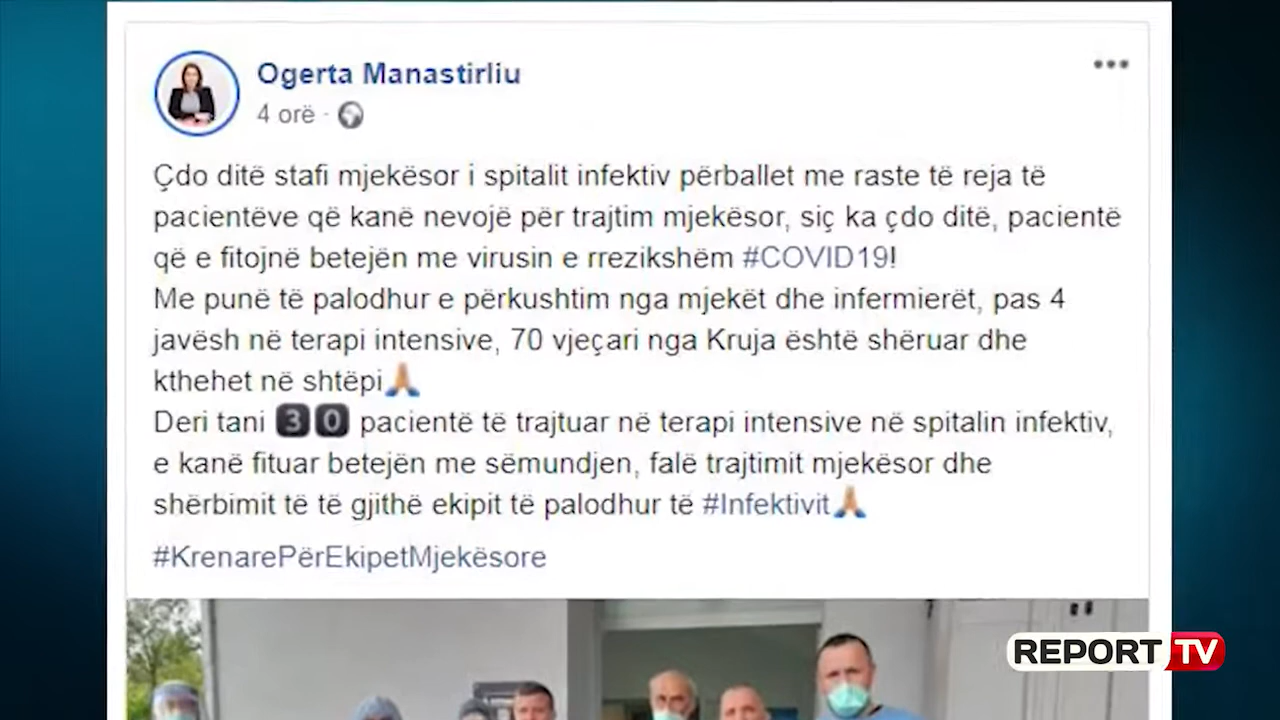 Ogerta Manastirliu
4 orë ·
Çdo ditë stafi mjekësor i spitalit infektiv përballet me raste të reja të
pacientëve që kanë nevojë për trajtim mjekësor, siç ka çdo ditë, pacientë
që e fitojnë betejën me virusin e rrezikshëm #COVID19!
Me punë të palodhur e përkushtim nga mjekët dhe infermierët, pas 4
javësh në terapi intensive, 70 vjeçari nga Kruja është shëruar dhe
kthehet në shtëpi🙏🏽
Deri tani 3️⃣0️⃣ pacientë të trajtuar në terapi intensive në spitalin infektiv,
e kanë fituar betejën me sëmundjen, falë trajtimit mjekësor dhe
shërbimit të të gjithë ekipit të palodhur të #Infektivit🙏🏽
#KrenarePërEkipetMjekësore
REPORT TV